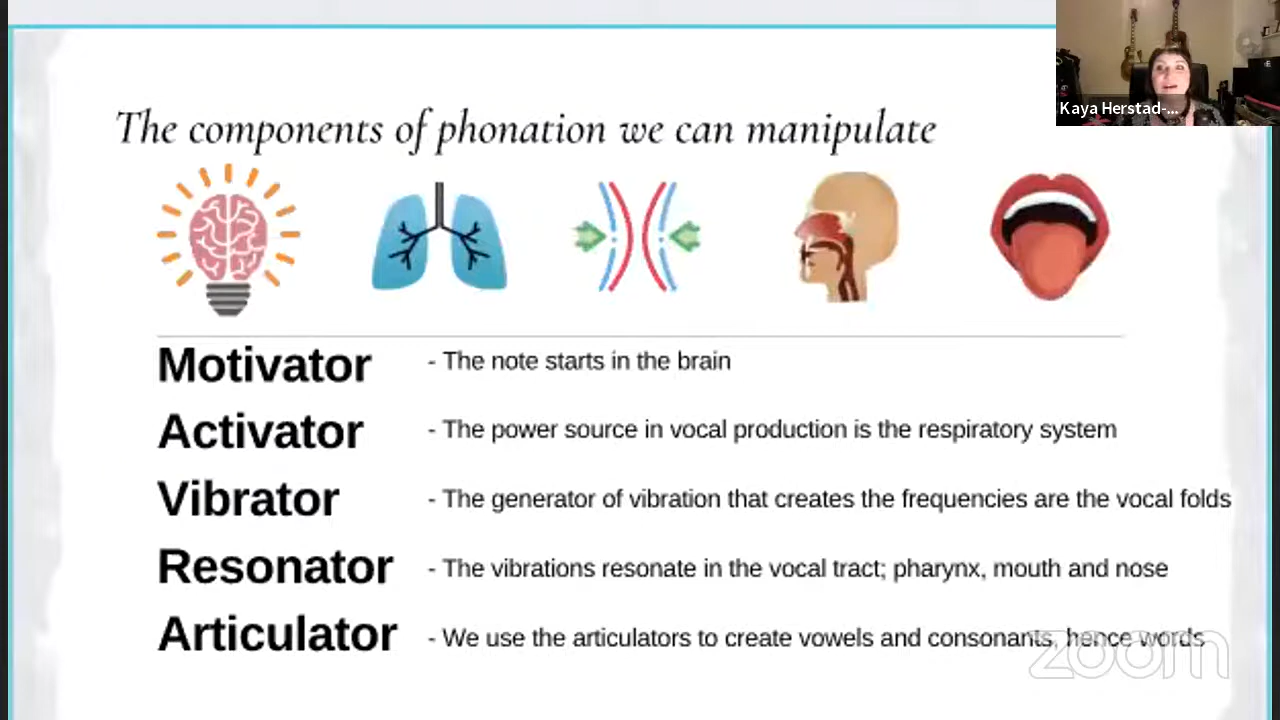 The components of phonation we can manipulate
Kaya Herstad-...
Motivator - The note starts in the brain
Activator - The power source in vocal production is the respiratory system
Vibrator - The generator of vibration that creates the frequencies are the vocal folds
Resonator - The vibrations resonate in the vocal tract; pharynx, mouth and nose
Articulator - We use the articulators to create vowels and consonants, hence words
zoom